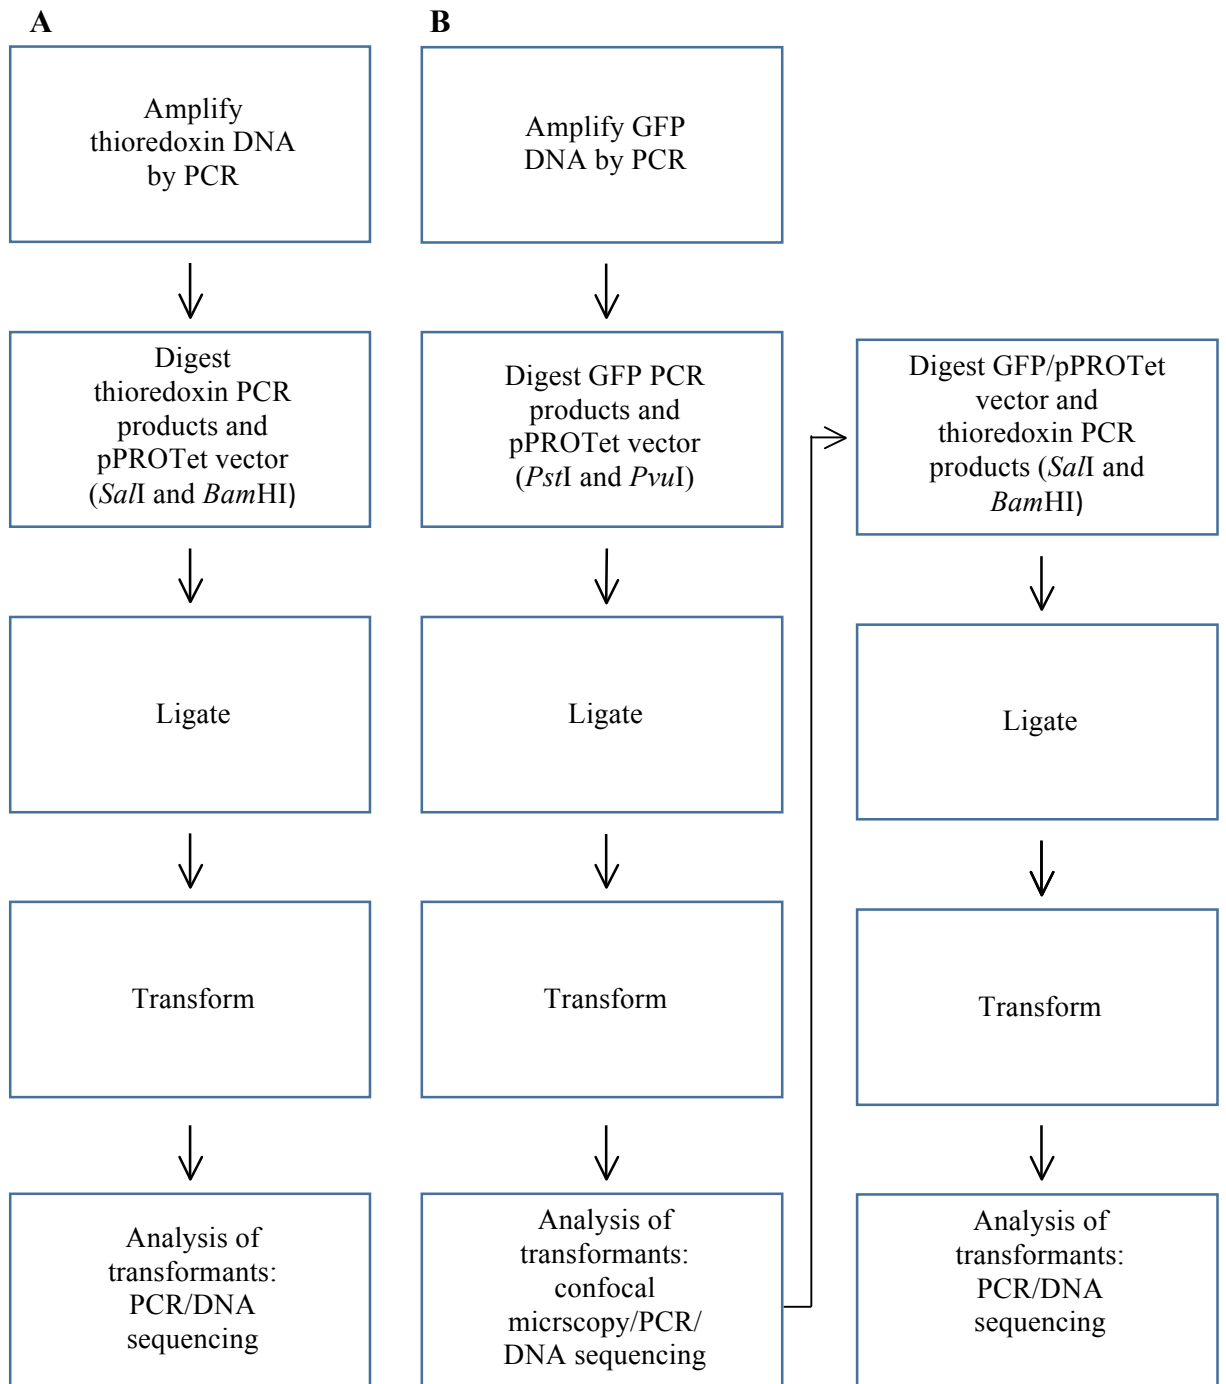 A
Amplify
thioredoxin DNA
by PCR
Digest
thioredoxin PCR
products and
pPROTet vector
(SalI and BamHI)
Ligate
Transform
Analysis of
transformants:
PCR/DNA
sequencing
B
Amplify GFP
DNA by PCR
Digest GFP PCR
products and
pPROTet vector
(PstI and PvuI)
Ligate
Transform
Analysis of
transformants:
confocal
micrscopy/PCR/
DNA sequencing
Digest GFP/pPROTet
vector and
thioredoxin PCR
products (SalI and
BamHI)
Ligate
Transform
Analysis of
transformants:
PCR/DNA
sequencing